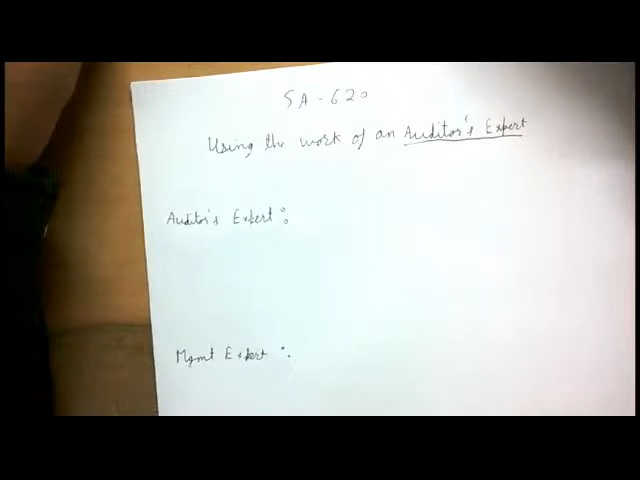 SA - 620
Using the work of an Auditor's Expert
Auditor's Expert :
Mgmt Expert :